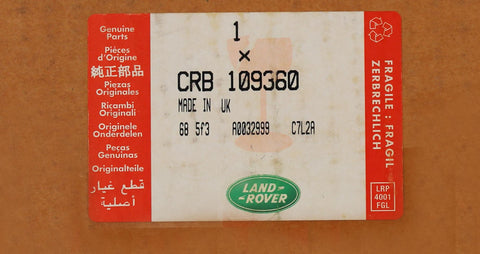 Genuine
Parts
Pièces
d'Origine
純正部品
Piezas
Originales
Ricambi
Originali
Originele
Onderdelen
Peças
Genuinas
Originalteile
قطع غيار
أصلية
1
×
CRB 109360
MADE IN UK
68 5f3 A0032999 C7L2A
LAND-
-ROVER
FRAGILE : FRAGIL
ZERBRECHLICH
LRP
4001
FGL